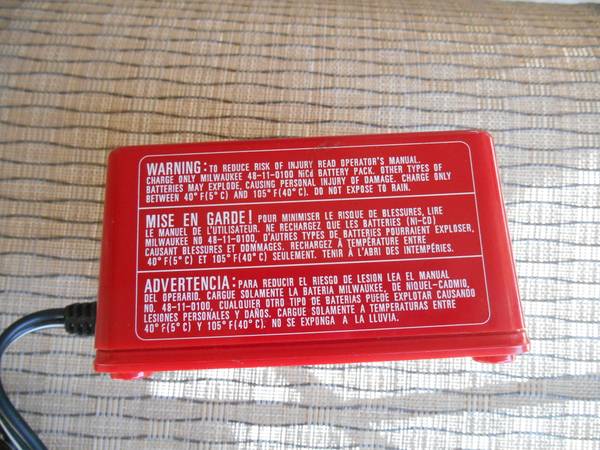 WARNING: TO REDUCE RISK OF INJURY READ OPERATOR'S MANUAL.
CHARGE ONLY MILWAUKEE 48-11-0100 NiCd BATTERY PACK. OTHER TYPES OF
BATTERIES MAY EXPLODE, CAUSING PERSONAL INJURY OF DAMAGE. CHARGE ONLY
BETWEEN 40°F(5°C) AND 105°F(40°C). DO NOT EXPOSE TO RAIN.
MISE EN GARDE! POUR MINIMISER LE RISQUE DE BLESSURES, LIRE
LE MANUEL DE L'UTILISATEUR. NE RECHARGEZ QUE LES BATTERIES (NI-CD)
MILWAUKEE NO 48-11-0100, D'AUTRES TYPES DE BATTERIES POURRAIENT EXPLOSER,
CAUSANT BLESSURES ET DOMMAGES. RECHARGEZ À TEMPÉRATURE ENTRE
40°F(5°C) ET 105°F(40°C) SEULEMENT. TENIR À L'ABRI DES INTEMPÉRIES.
ADVERTENCIA: PARA REDUCIR EL RIESGO DE LESION LEA EL MANUAL
DEL OPERARIO. CARGUE SOLAMENTE LA BATERIA MILWAUKEE, DE NIQUEL-CADMIO,
NO. 48-11-0100. CUALQUIER OTRO TIPO DE BATERIAS PUEDE EXPLOTAR CAUSANDO
LESIONES PERSONALES Y DAÑOS. CARGUE SOLAMENTE A TEMPERATURAS ENTRE
40°F(5°C) Y 105°F(40°C). NO SE EXPONGA A LA LLUVIA.